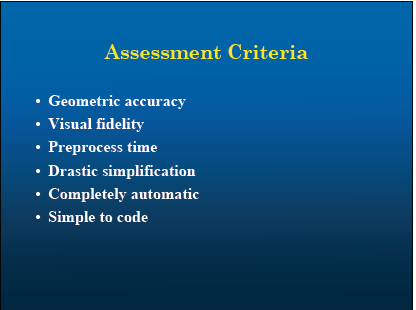 Assessment Criteria
• Geometric accuracy
• Visual fidelity
• Preprocess time
• Drastic simplification
• Completely automatic
• Simple to code